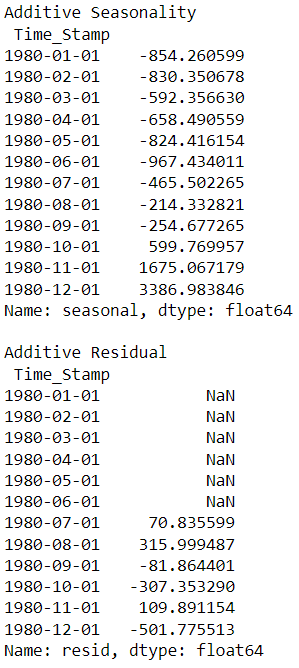 Additive Seasonality
 Time_Stamp
1980-01-01    -854.260599
1980-02-01    -830.350678
1980-03-01    -592.356630
1980-04-01    -658.490559
1980-05-01    -824.416154
1980-06-01    -967.434011
1980-07-01    -465.502265
1980-08-01    -214.332821
1980-09-01    -254.677265
1980-10-01     599.769957
1980-11-01    1675.067179
1980-12-01    3386.983846
Name: seasonal, dtype: float64

Additive Residual
 Time_Stamp
1980-01-01           NaN
1980-02-01           NaN
1980-03-01           NaN
1980-04-01           NaN
1980-05-01           NaN
1980-06-01           NaN
1980-07-01     70.835599
1980-08-01    315.999487
1980-09-01    -81.864401
1980-10-01   -307.353290
1980-11-01    109.891154
1980-12-01   -501.775513
Name: resid, dtype: float64